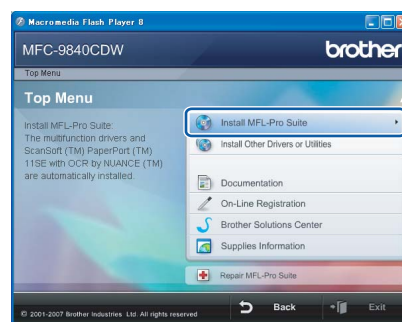 Macromedia Flash Player 8
MFC-9840CDW
brother
Top Menu
Top Menu
Install MFL-Pro Suite:
The multifunction drivers and
ScanSoft (TM) PaperPort (TM)
11SE with OCR by NUANCE (TM)
are automatically installed.
Install MFL-Pro Suite
Install Other Drivers or Utilities
Documentation
On-Line Registration
Brother Solutions Center
Supplies Information
Repair MFL-Pro Suite
© 2001-2007 Brother Industries Ltd. All rights reserved
Back
Exit